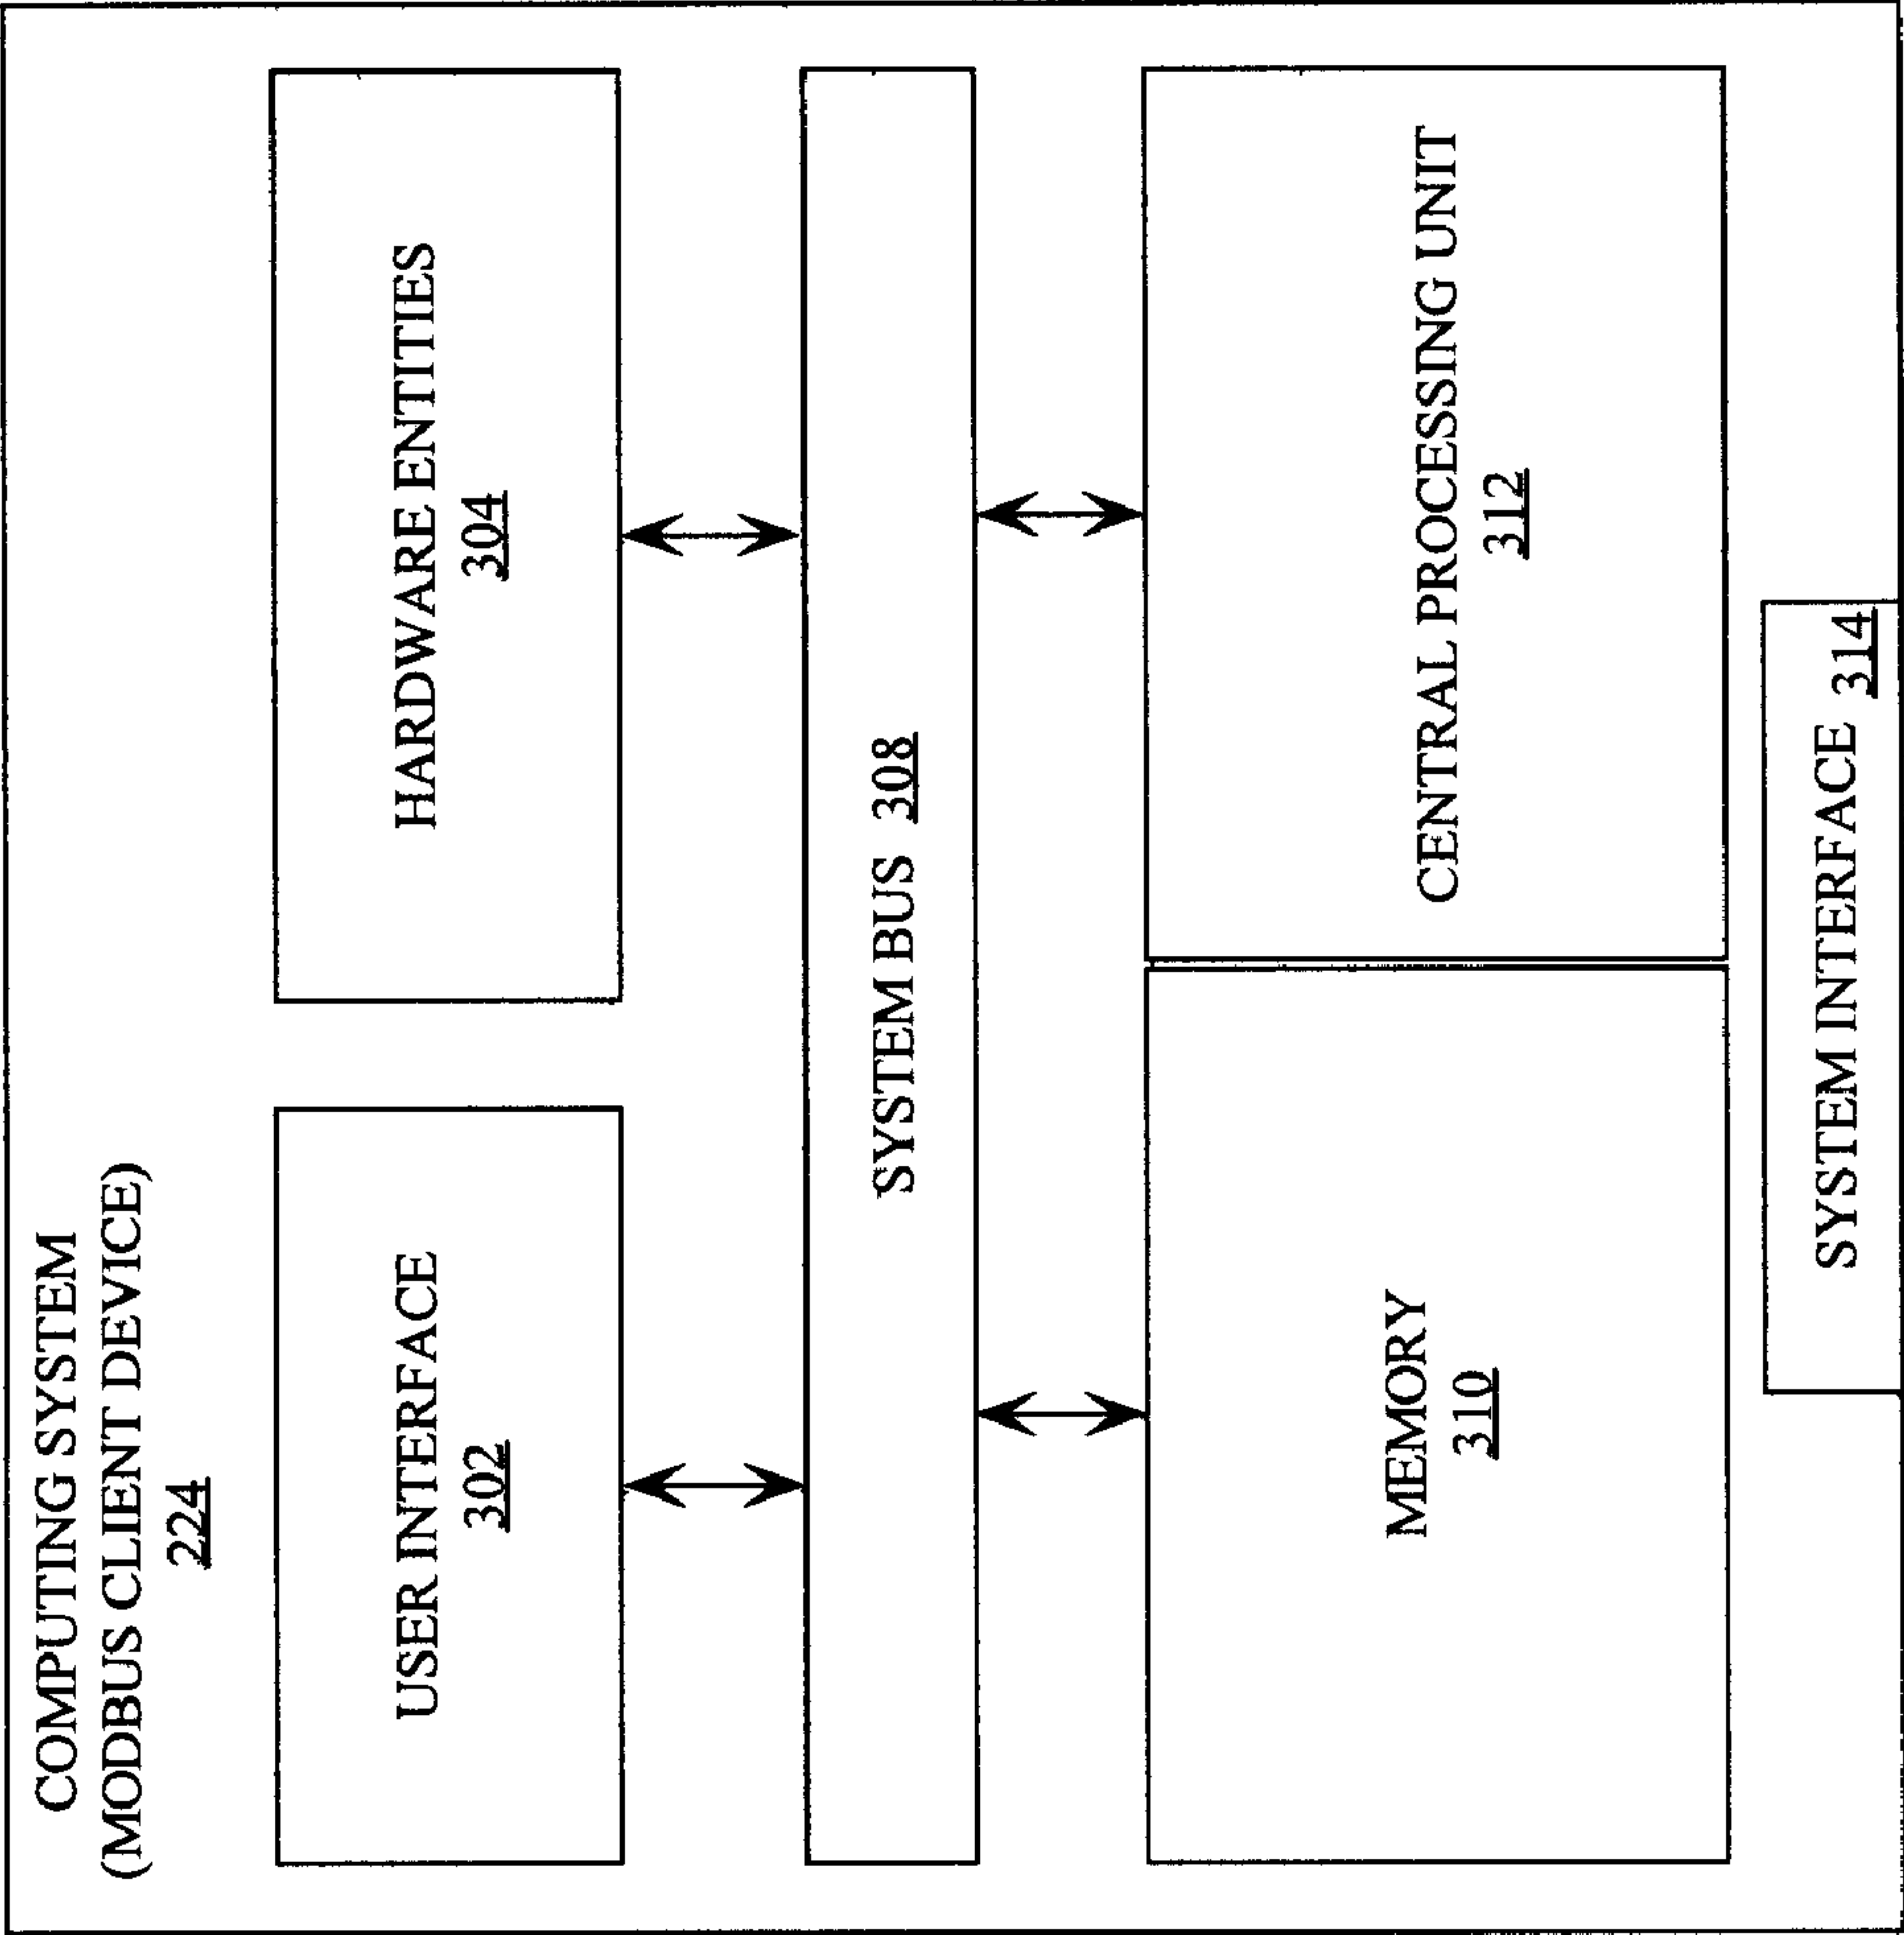 COMPUTING SYSTEM
(MODBUS CLIENT DEVICE)
224
USER INTERFACE
302
HARDWARE ENTITIES
304
SYSTEM BUS 308
MEMORY
310
CENTRAL PROCESSING UNIT
312
SYSTEM INTERFACE 314